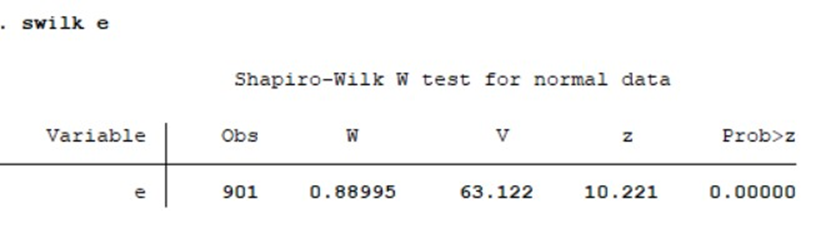 . swilk e
Shapiro-Wilk W test for normal data
Variable Obs W V z Prob>z
e 901 0.88995 63.122 10.221 0.00000